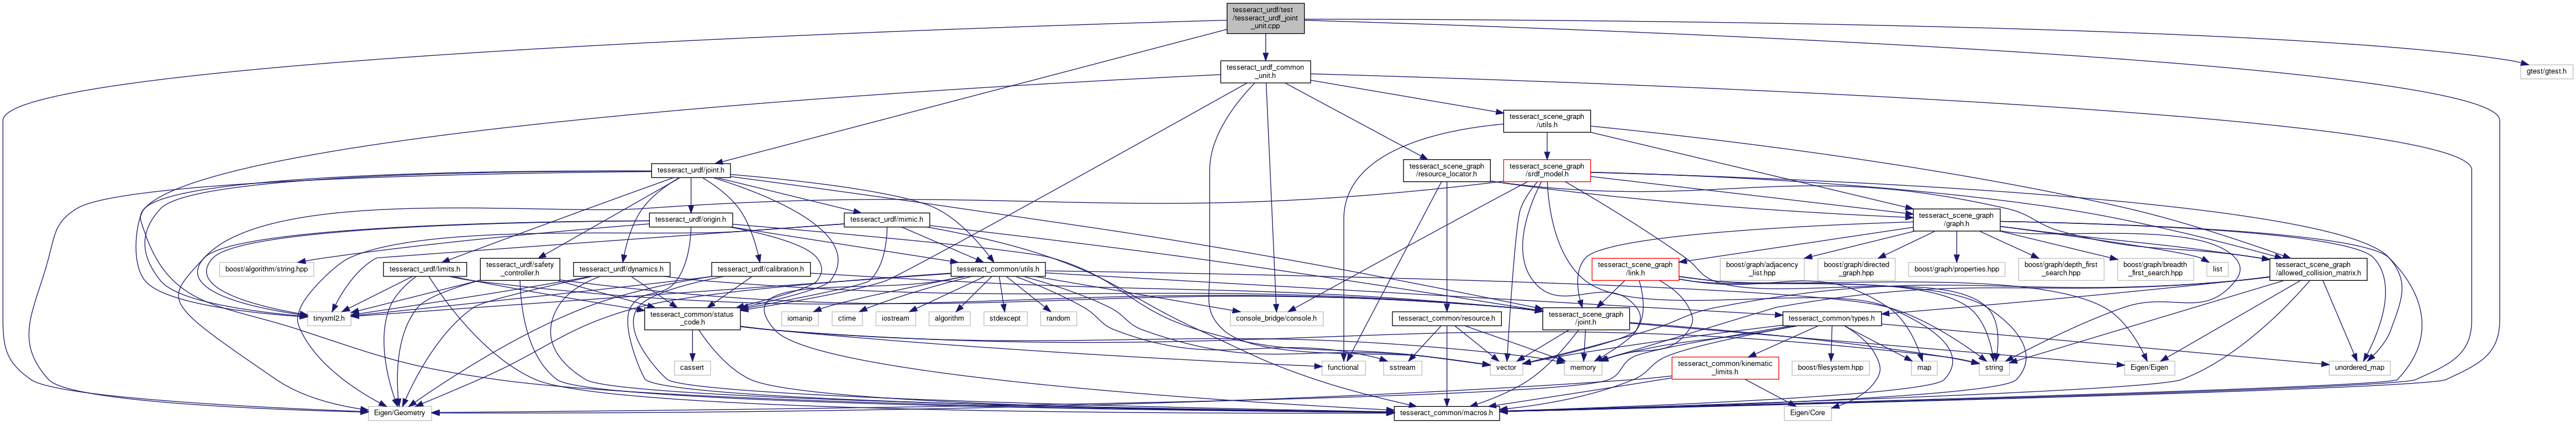 tesseract_urdf/test
/tesseract_urdf_joint
_unit.cpp
tesseract_urdf_common
_unit.h
gtest/gtest.h
tesseract_scene_graph
/utils.h
tesseract_urdf/joint.h
tesseract_scene_graph
/resource_locator.h
tesseract_scene_graph
/srdf_model.h
tesseract_urdf/origin.h
tesseract_urdf/mimic.h
tesseract_scene_graph
/graph.h
boost/algorithm/string.hpp
tesseract_urdf/limits.h
tesseract_urdf/safety
_controller.h
tesseract_urdf/dynamics.h
tesseract_urdf/calibration.h
tesseract_common/utils.h
tesseract_scene_graph
/link.h
boost/graph/adjacency
_list.hpp
boost/graph/directed
_graph.hpp
boost/graph/properties.hpp
boost/graph/depth_first
_search.hpp
boost/graph/breadth
_first_search.hpp
list
tesseract_scene_graph
/allowed_collision_matrix.h
tinyxml2.h
tesseract_common/status
_code.h
iomanip
ctime
iostream
algorithm
stdexcept
random
console_bridge/console.h
tesseract_common/resource.h
tesseract_scene_graph
/joint.h
tesseract_common/types.h
cassert
functional
sstream
vector
memory
tesseract_common/kinematic
_limits.h
boost/filesystem.hpp
map
string
Eigen/Eigen
unordered_map
Eigen/Geometry
tesseract_common/macros.h
Eigen/Core